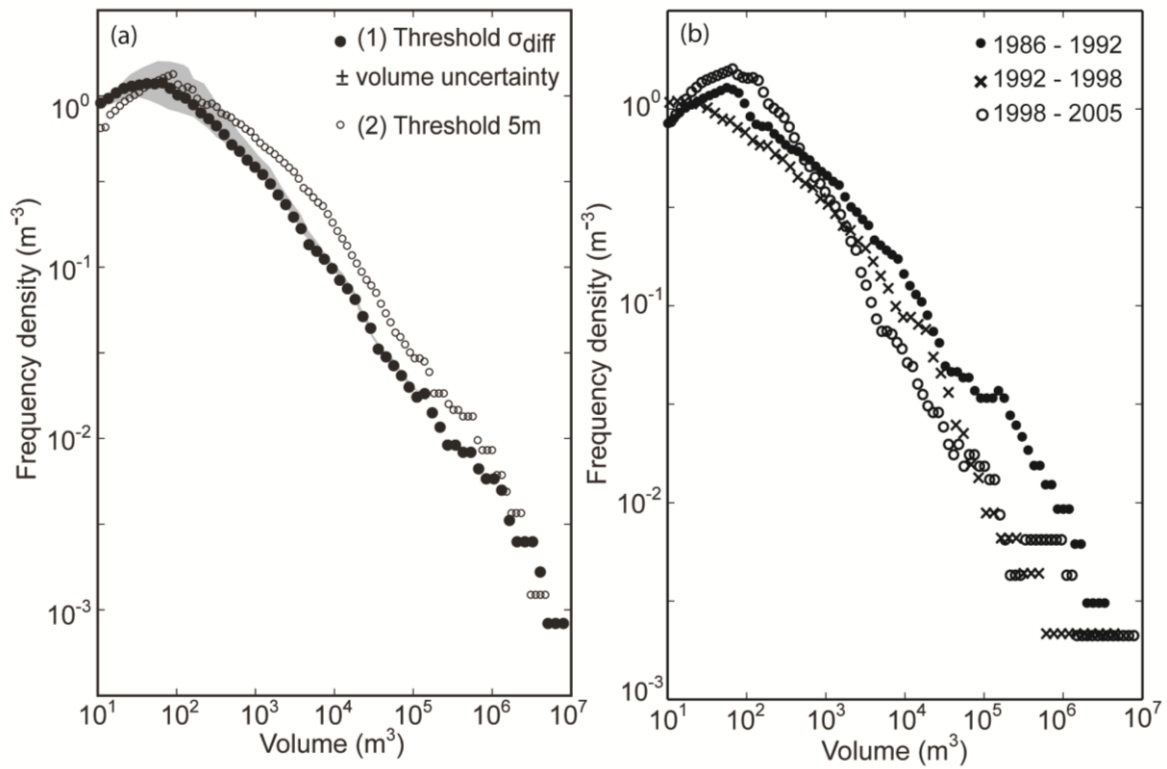 (a)
(1) Threshold σdiff
± volume uncertainty
(2) Threshold 5m
10⁰
10⁻¹
10⁻²
10⁻³
Frequency density (m⁻³)
10¹ 10² 10³ 10⁴ 10⁵ 10⁶ 10⁷
Volume (m³)
(b)
1986 - 1992
1992 - 1998
1998 - 2005
10⁰
10⁻¹
10⁻²
10⁻³
Frequency density (m⁻³)
10¹ 10² 10³ 10⁴ 10⁵ 10⁶ 10⁷
Volume (m³)